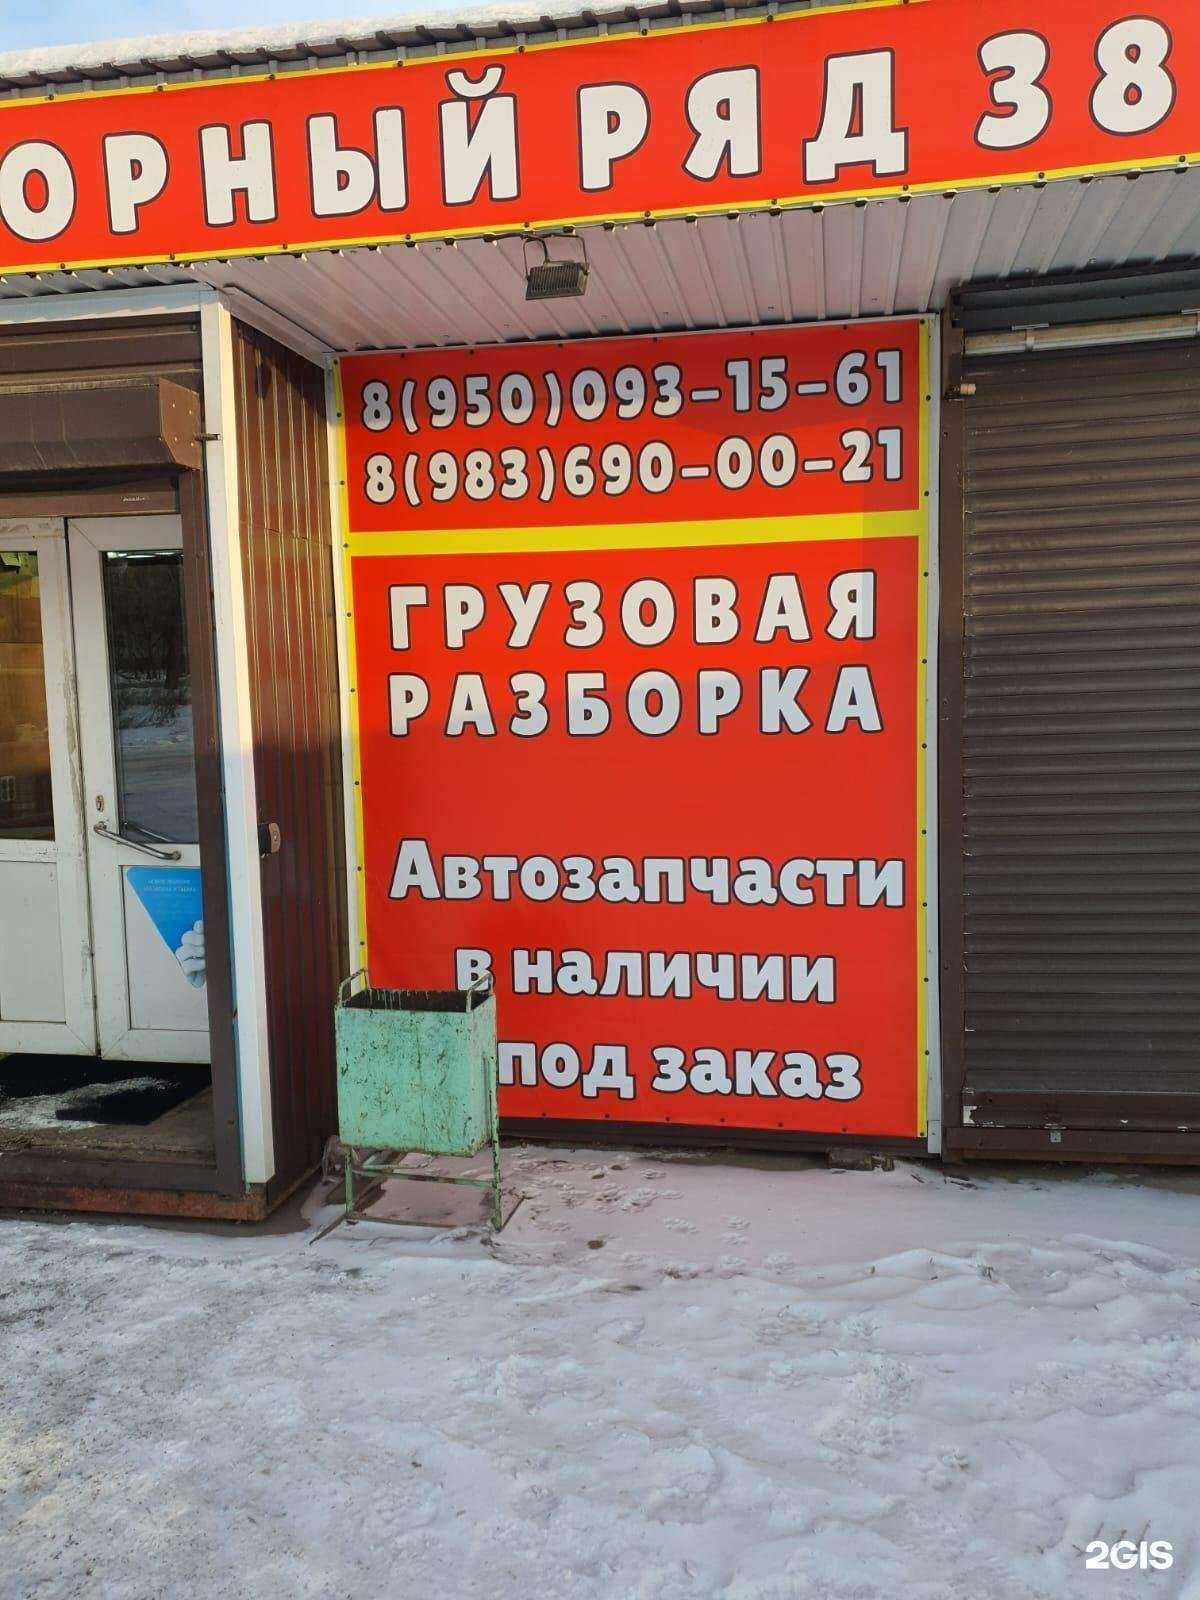 ОРНЫЙ РЯД 38
8(950)093-15-61
8(983)690-00-21
ГРУЗОВАЯ
РАЗБОРКА
Автозапчасти
в наличии
под заказ
2GIS